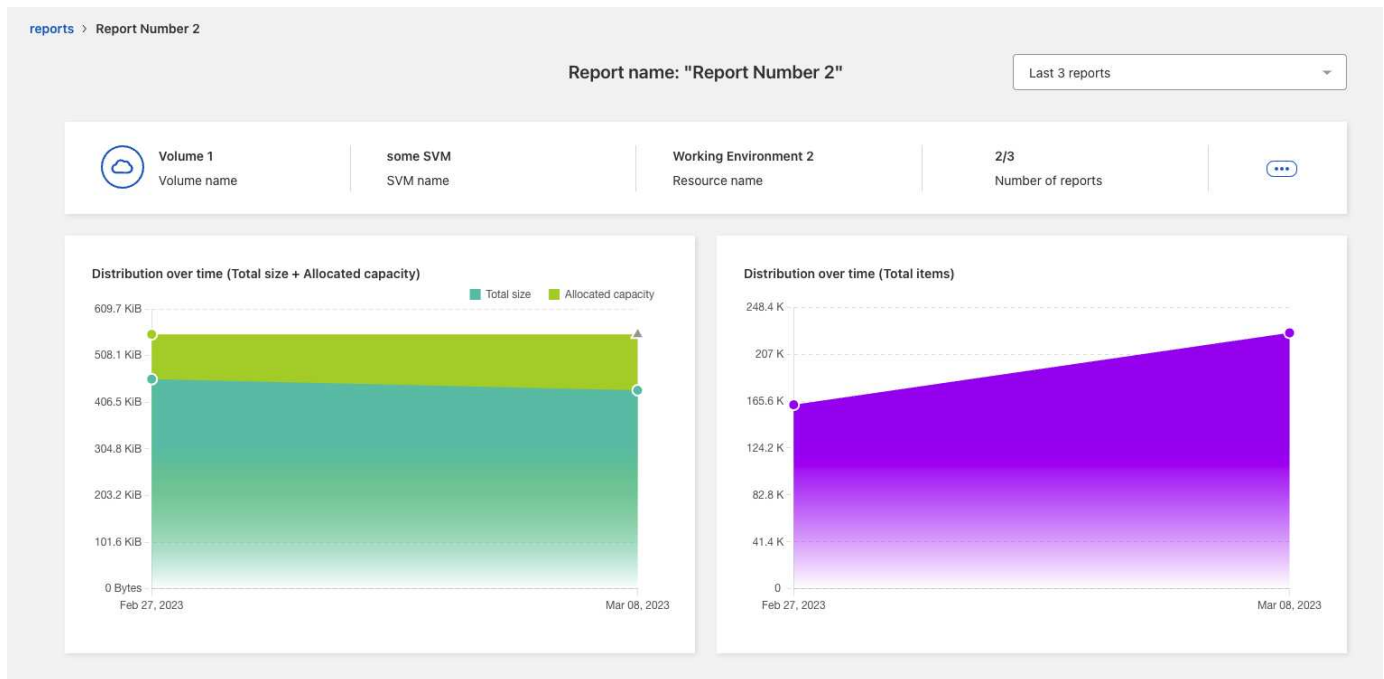 reports > Report Number 2
Report name: "Report Number 2"
Last 3 reports
Volume 1
Volume name
some SVM
SVM name
Working Environment 2
Resource name
2/3
Number of reports
Distribution over time (Total size + Allocated capacity)
Total size
Allocated capacity
609.7 KiB
508.1 KiB
406.5 KiB
304.8 KiB
203.2 KiB
101.6 KiB
0 Bytes
Feb 27, 2023
Mar 08, 2023
Distribution over time (Total items)
248.4 K
207 K
165.6 K
124.2 K
82.8 K
41.4 K
0
Feb 27, 2023
Mar 08, 2023